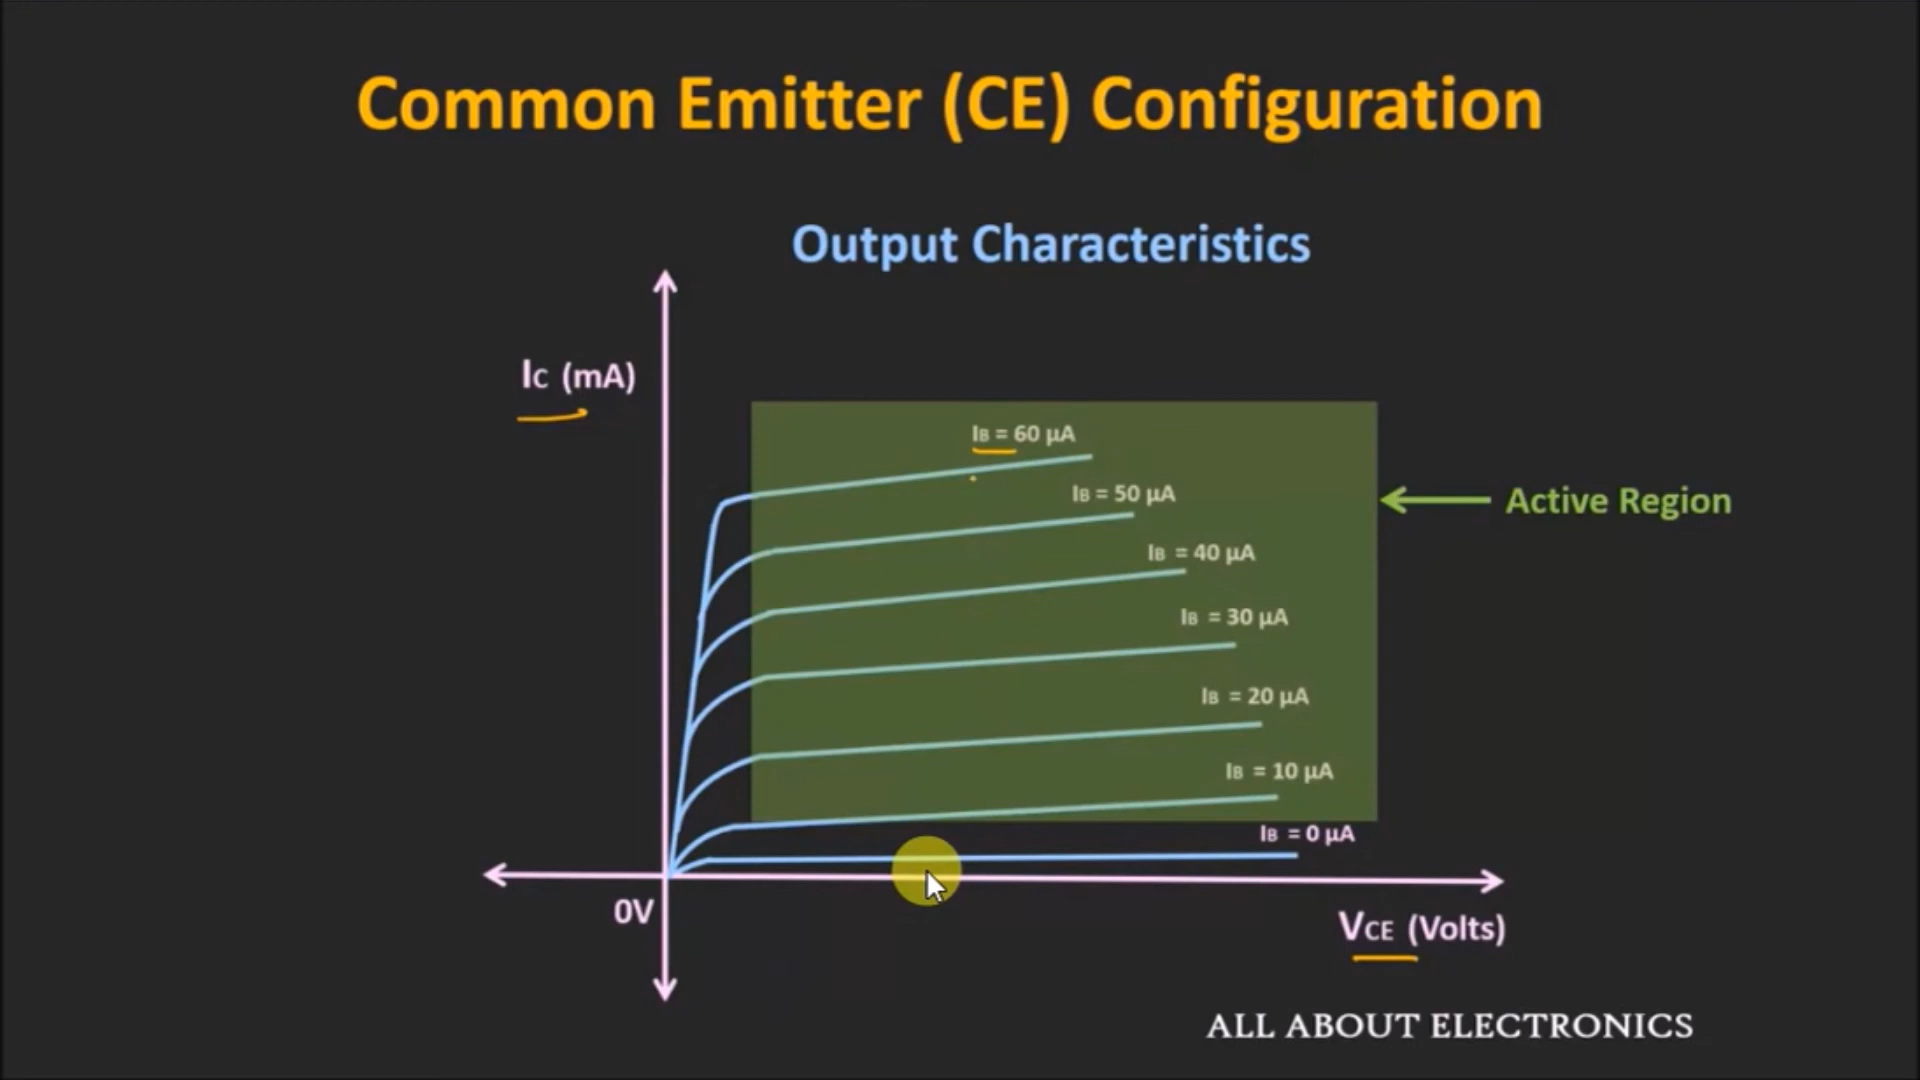 Common Emitter (CE) Configuration
Output Characteristics
IC (mA)
IB = 60 µA
IB = 50 µA
Active Region
IB = 40 µA
IB = 30 µA
IB = 20 µA
IB = 10 µA
IB = 0 µA
0V
VCE (Volts)
ALL ABOUT ELECTRONICS